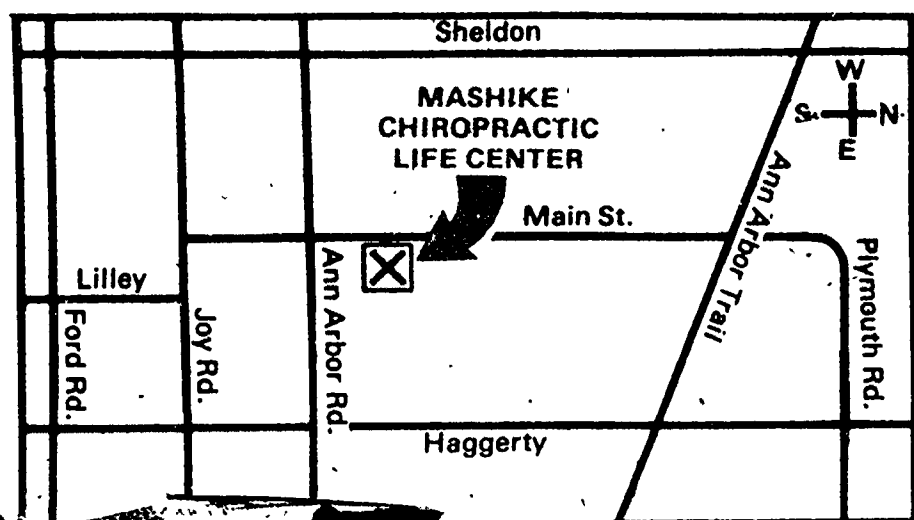 Sheldon
W
S N
E
MASHIKE
CHIROPRACTIC
LIFE CENTER
Main St.
Ann Arbor Trail
Plymouth Rd.
Lilley
Ford Rd.
Joy Rd.
Ann Arbor Rd.
Haggerty